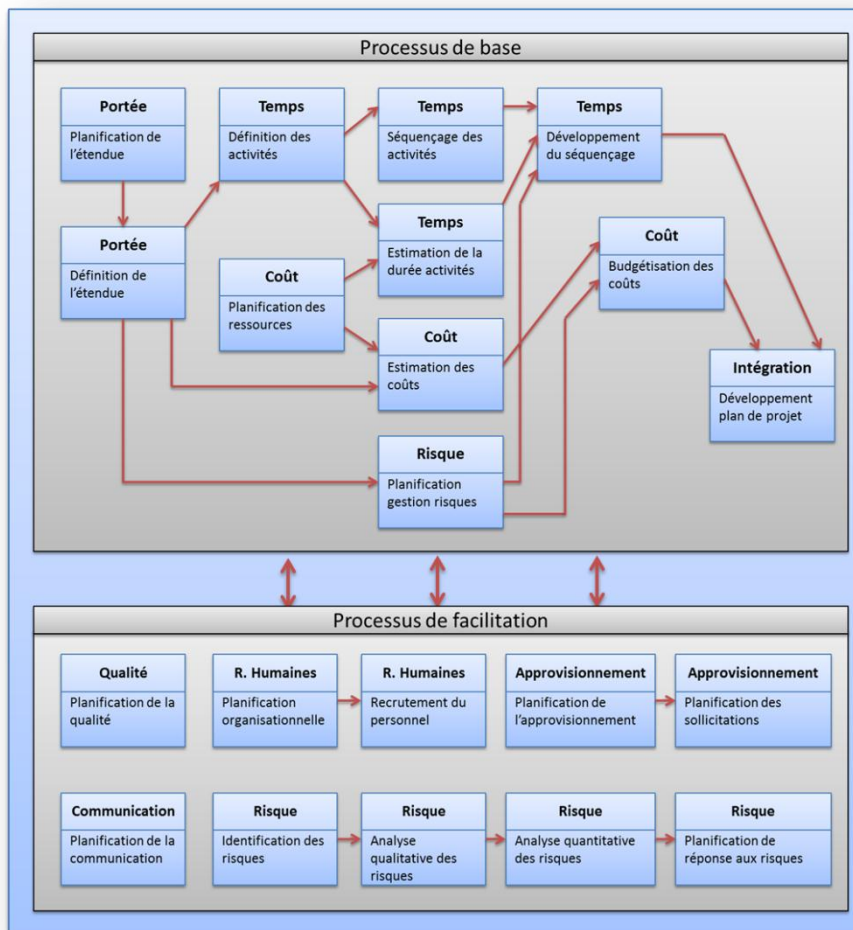 Processus de base
Portée
Planification de
l'étendue
Temps
Définition des
activités
Temps
Séquençage des
activités
Temps
Développement
du séquençage
Portée
Définition de
l'étendue
Coût
Planification des
ressources
Temps
Estimation de la
durée activités
Coût
Budgétisation des
coûts
Coût
Estimation des
coûts
Intégration
Développement
plan de projet
Risque
Planification
gestion risques
Processus de facilitation
Qualité
Planification de la
qualité
R. Humaines
Planification
organisationnelle
R. Humaines
Recrutement du
personnel
Approvisionnement
Planification de
l'approvisionnement
Approvisionnement
Planification des
sollicitations
Communication
Planification de la
communication
Risque
Identification des
risques
Risque
Analyse
qualitative des
risques
Risque
Analyse quantitative
des risques
Risque
Planification de
réponse aux risques